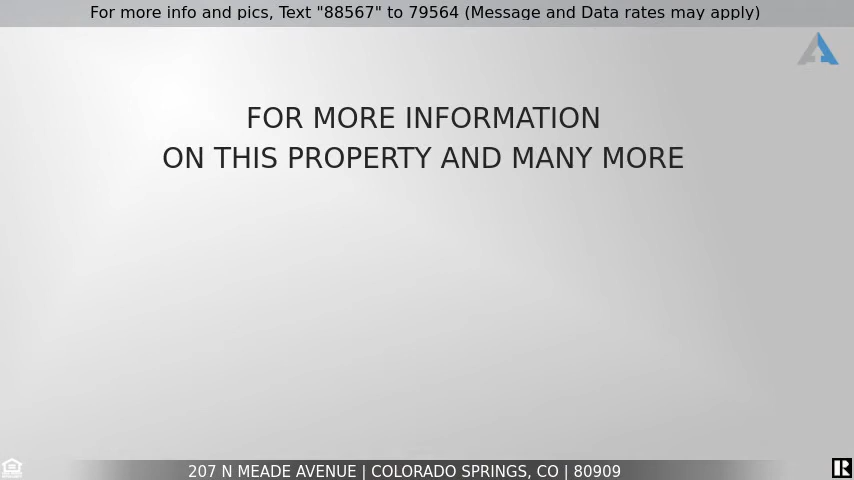 For more info and pics, Text "88567" to 79564 (Message and Data rates may apply)
FOR MORE INFORMATION
ON THIS PROPERTY AND MANY MORE
207 N MEADE AVENUE | COLORADO SPRINGS, CO | 80909